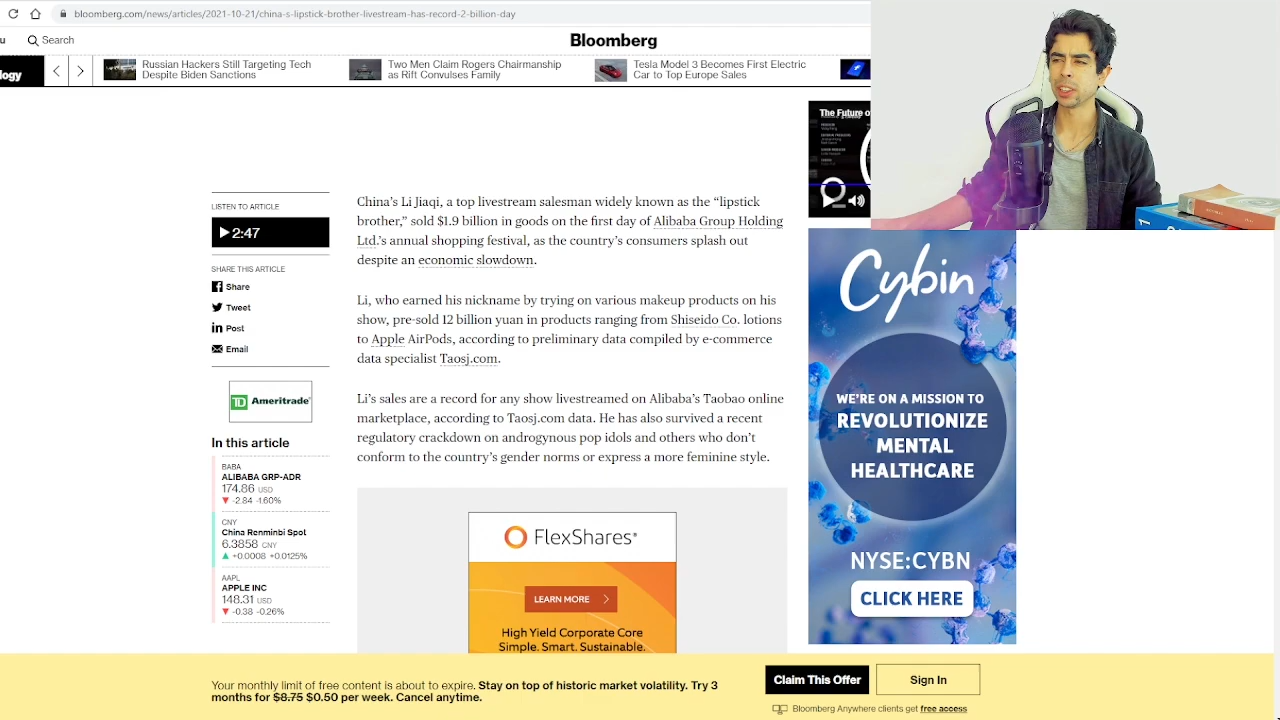 bloomberg.com/news/articles/2021-10-21/china-s-lipstick-brother-livestream-has-record-2-billion-day
u
Search
Bloomberg
logy
Russian Hackers Still Targeting Tech
Despite Biden Sanctions
Two Men Claim Rogers Chairmanship
as Rift Convulses Family
Tesla Model 3 Becomes First Electric
Car to Top Europe Sales
The Future o
LISTEN TO ARTICLE
2:47
SHARE THIS ARTICLE
Share
Tweet
Post
Email
TD Ameritrade
In this article
BABA
ALIBABA GRP-ADR
174.86 USD
▼ -2.84 -1.60%
CNY
China Renminbi Spot
6.3858 CNY
▲ +0.0008 +0.0125%
AAPL
APPLE INC
148.31 USD
▼ -0.38 -0.26%
China’s Li Jiaqi, a top livestream salesman widely known as the “lipstick
brother,” sold $1.9 billion in goods on the first day of Alibaba Group Holding
Ltd.’s annual shopping festival, as the country’s consumers splash out
despite an economic slowdown.
Li, who earned his nickname by trying on various makeup products on his
show, pre-sold 12 billion yuan in products ranging from Shiseido Co. lotions
to Apple AirPods, according to preliminary data compiled by e-commerce
data specialist Taosj.com.
Li’s sales are a record for any show livestreamed on Alibaba’s Taobao online
marketplace, according to Taosj.com data. He has also survived a recent
regulatory crackdown on androgynous pop idols and others who don’t
conform to the country’s gender norms or express a more feminine style.
FlexShares®
LEARN MORE
High Yield Corporate Core
Simple. Smart. Sustainable.
Cybin
WE’RE ON A MISSION TO
REVOLUTIONIZE
MENTAL
HEALTHCARE
NYSE:CYBN
CLICK HERE
Your monthly limit of free content is about to expire. Stay on top of historic market volatility. Try 3
months for $8.75 $0.50 per week. Cancel anytime.
Claim This Offer
Sign In
Bloomberg Anywhere clients get free access